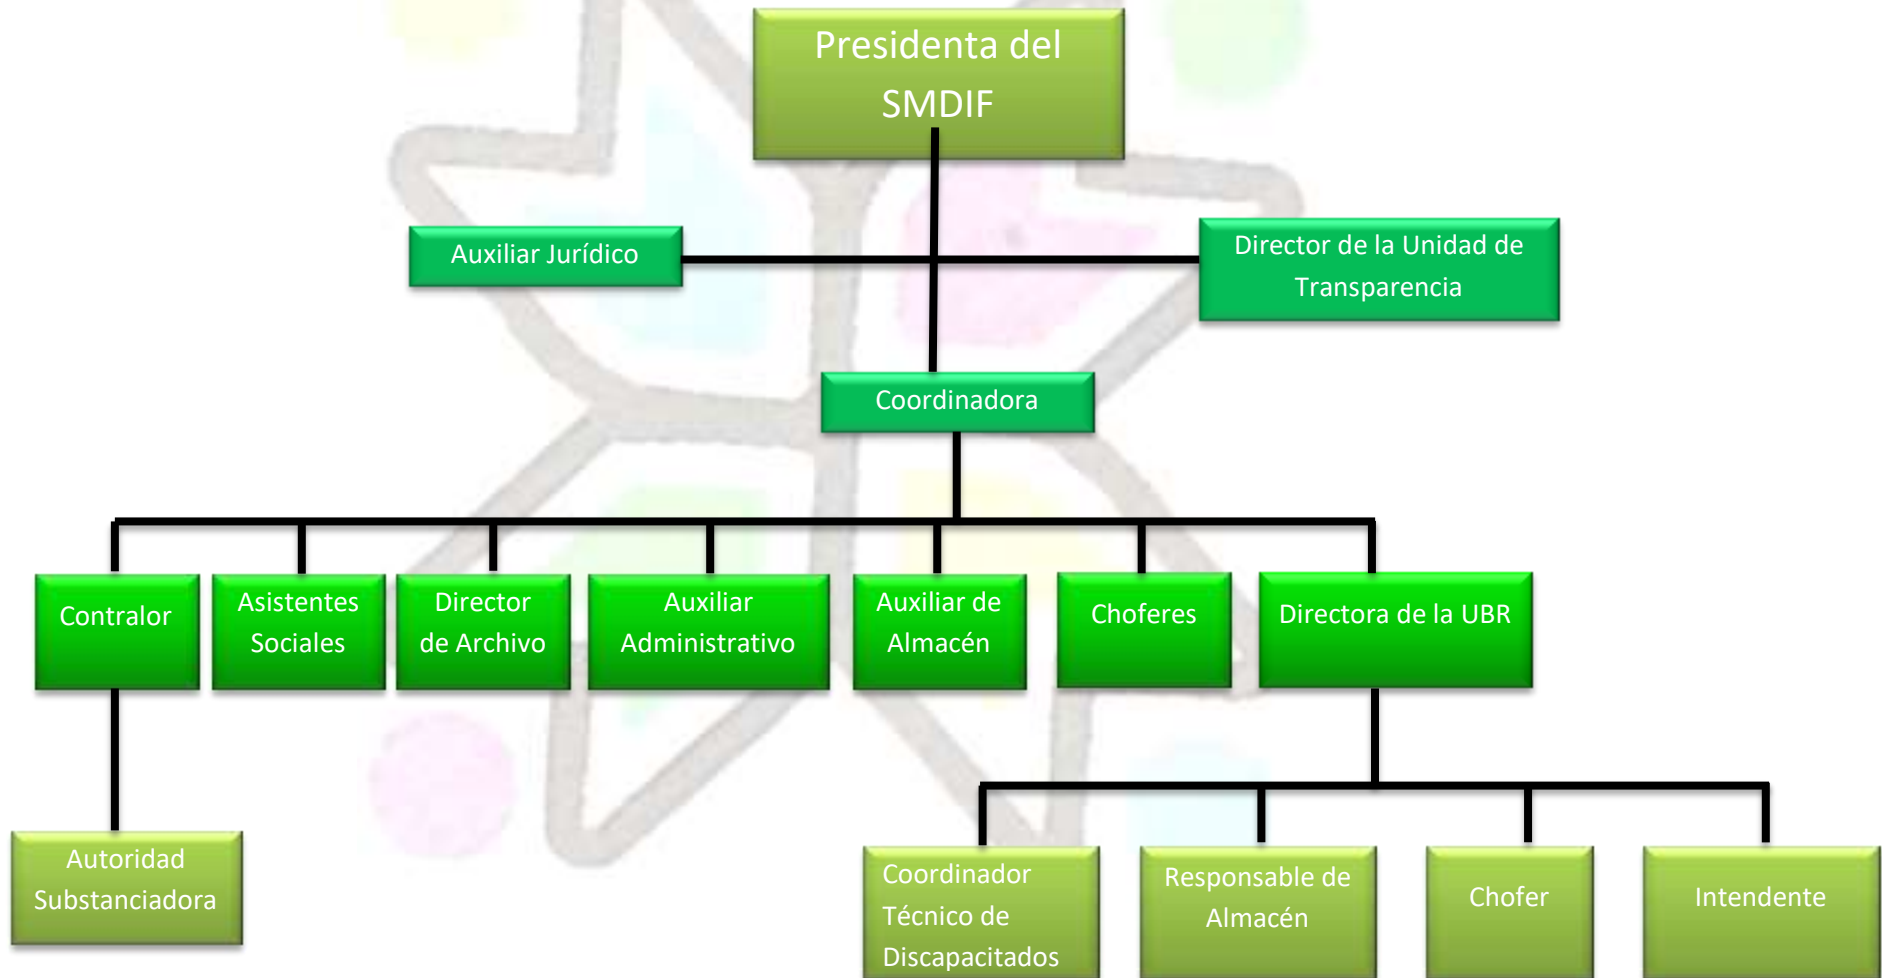 Presidenta del
SMDIF
Auxiliar Jurídico
Director de la Unidad de
Transparencia
Coordinadora
Contralor
Asistentes
Sociales
Director
de Archivo
Auxiliar
Administrativo
Auxiliar de
Almacén
Choferes
Directora de la UBR
Autoridad
Substanciadora
Coordinador
Técnico de
Discapacitados
Responsable de
Almacén
Chofer
Intendente